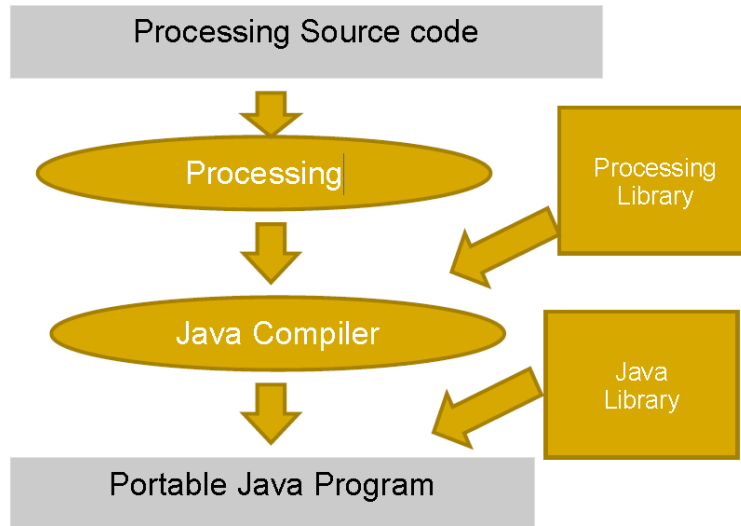 Processing Source code
Processing
Processing
Library
Java Compiler
Java
Library
Portable Java Program